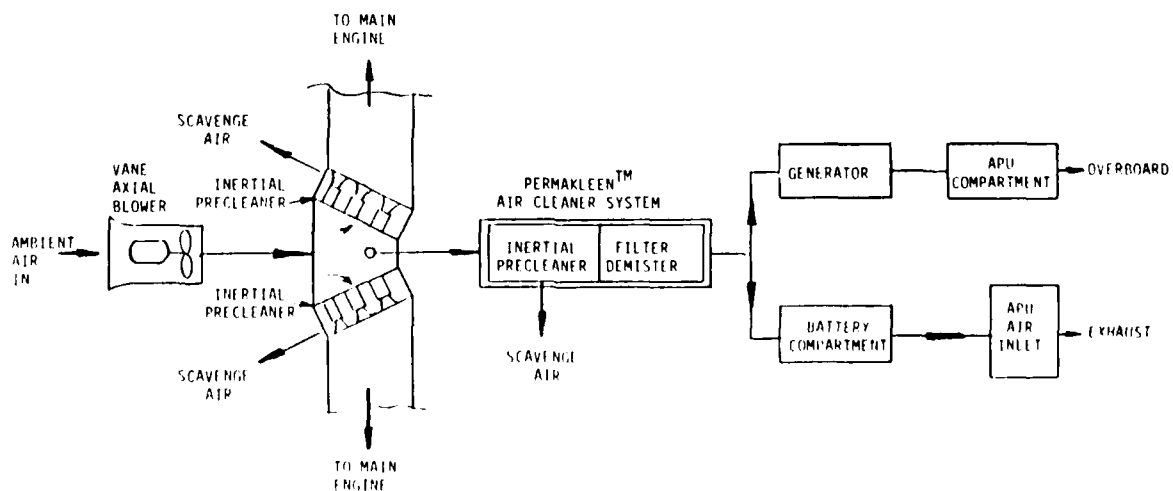 TO MAIN
ENGINE
SCAVENGE
AIR
VANE
AXIAL
BLOWER
INERTIAL
PRECLEANER
AMBIENT
AIR
IN
INERTIAL
PRECLEANER
SCAVENGE
AIR
TO MAIN
ENGINE
PERMAKLEEN™
AIR CLEANER SYSTEM
INERTIAL
PRECLEANER
FILTER
DEMISTER
SCAVENGE
AIR
GENERATOR
APU
COMPARTMENT
OVERBOARD
BATTERY
COMPARTMENT
APU
AIR
INLET
EXHAUST